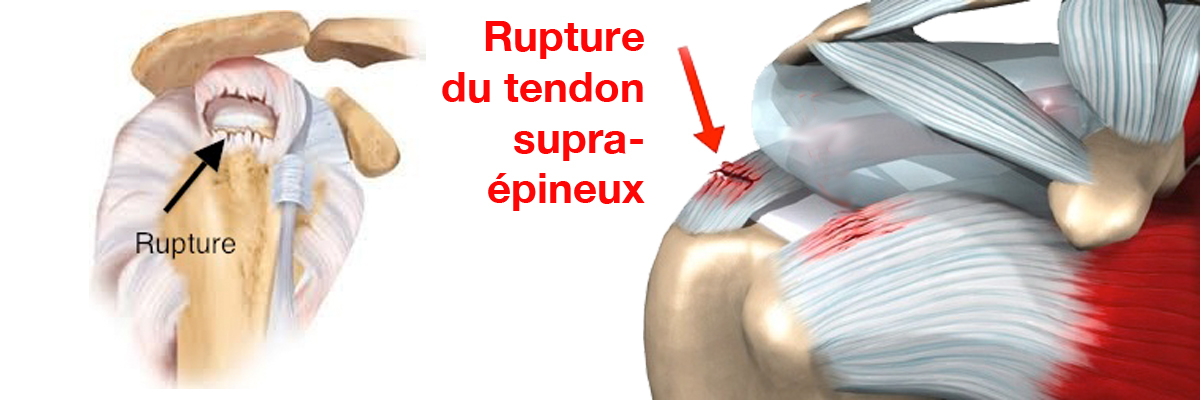 Rupture
Rupture
du tendon
supra-
épineux